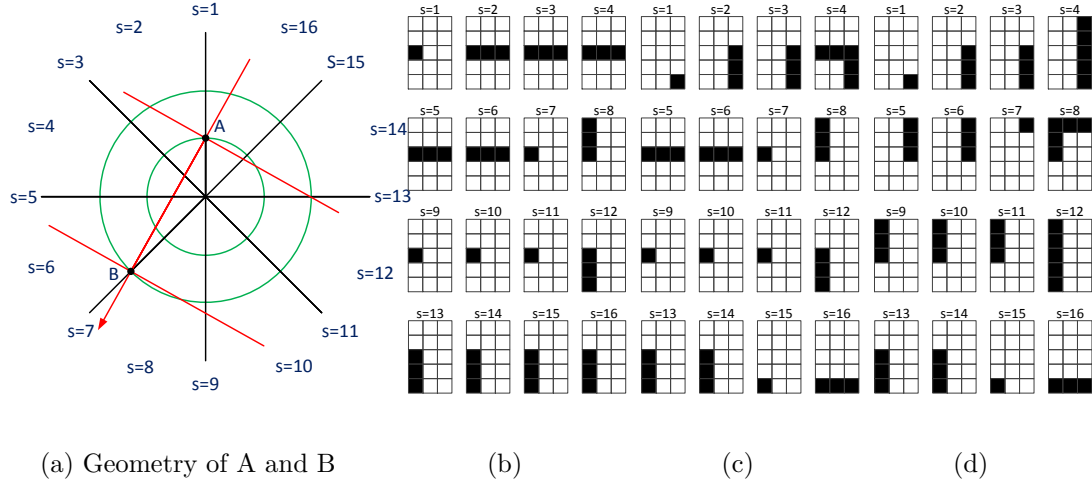 s=1
s=2
s=16
s=3
s=15
s=4
A
s=14
s=5
s=13
s=6
B
s=12
s=7
s=11
s=8
s=10
s=9
s=1 s=2 s=3 s=4 s=1 s=2 s=3 s=4 s=1 s=2 s=3 s=4
s=5 s=6 s=7 s=8 s=5 s=6 s=7 s=8 s=5 s=6 s=7 s=8
s=9 s=10 s=11 s=12 s=9 s=10 s=11 s=12 s=9 s=10 s=11 s=12
s=13 s=14 s=15 s=16 s=13 s=14 s=15 s=16 s=13 s=14 s=15 s=16
(a) Geometry of A and B (b) (c) (d)